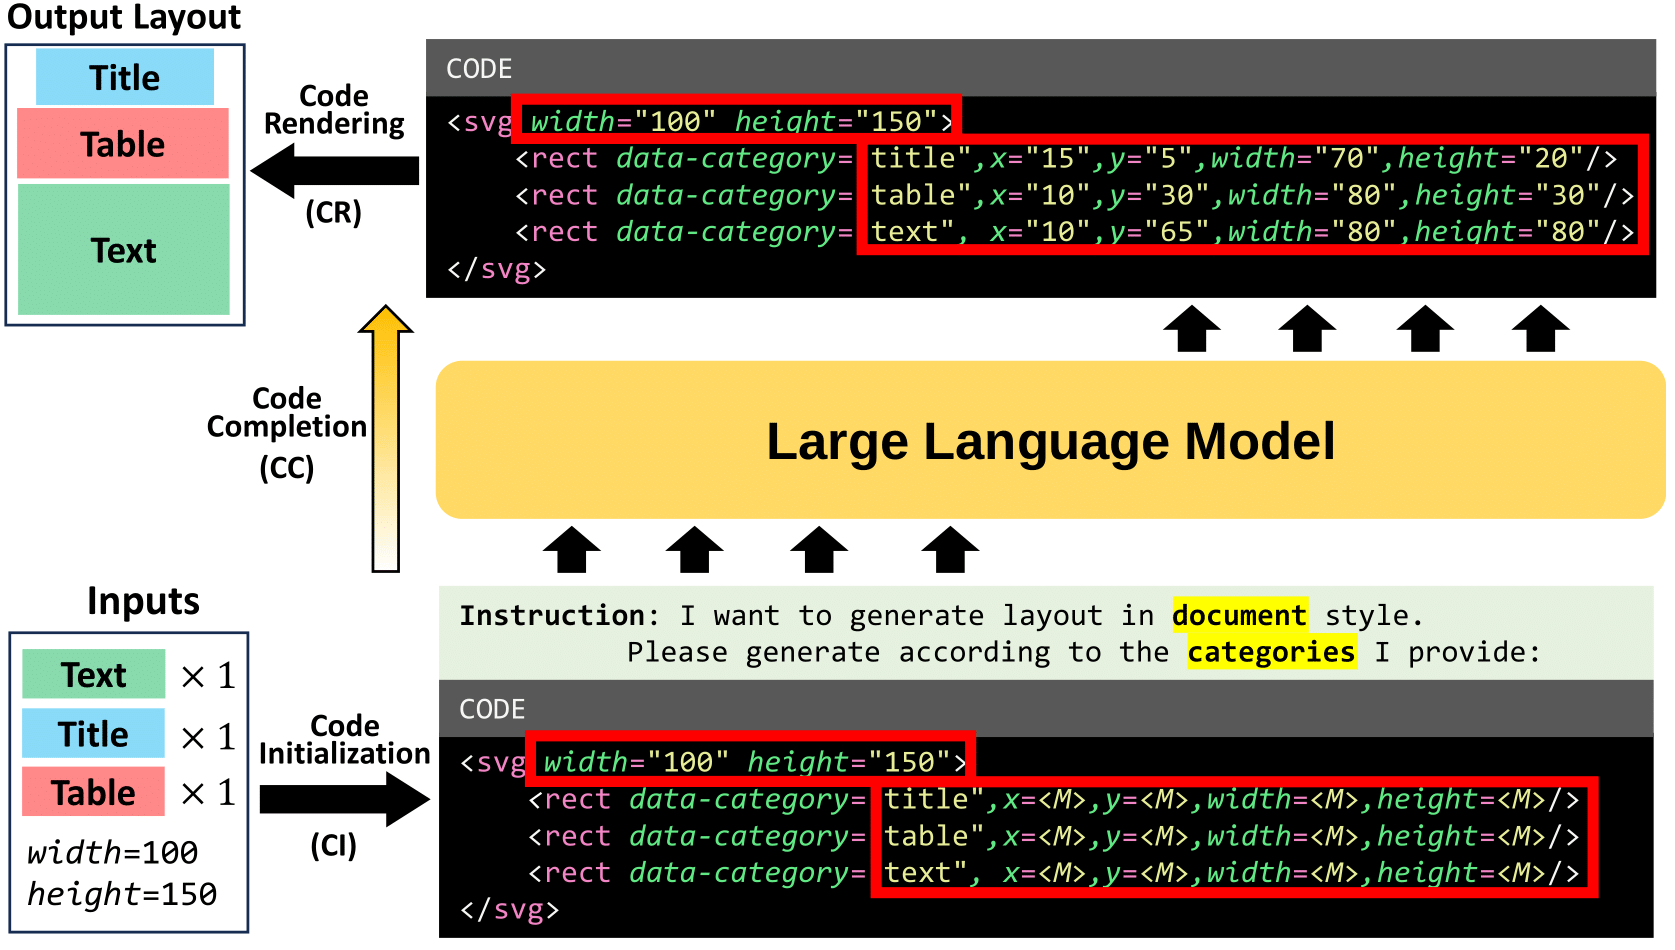 Output Layout
Title
Table
Text
Code
Rendering
(CR)
CODE
<svg width="100" height="150">
<rect data-category= title",x="15",y="5",width="70",height="20"/>
<rect data-category= table",x="10",y="30",width="80",height="30"/>
<rect data-category= text", x="10",y="65",width="80",height="80"/>
</svg>
Code
Completion
(CC)
Large Language Model
Inputs
Text × 1
Title × 1
Table × 1
width=100
height=150
Code
Initialization
(CI)
Instruction: I want to generate layout in document style.
Please generate according to the categories I provide:
CODE
<svg width="100" height="150">
<rect data-category= title",x=<M>,y=<M>,width=<M>,height=<M>/>
<rect data-category= table",x=<M>,y=<M>,width=<M>,height=<M>/>
<rect data-category= text", x=<M>,y=<M>,width=<M>,height=<M>/>
</svg>